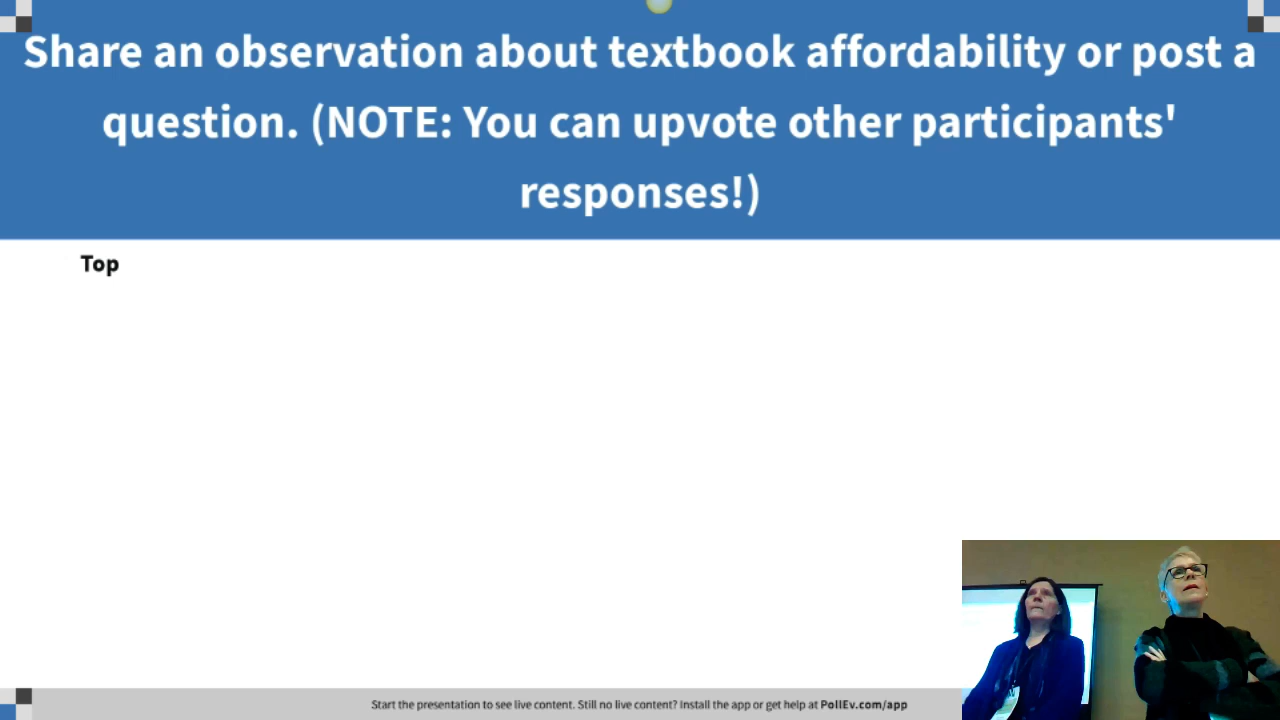 Share an observation about textbook affordability or post a
question. (NOTE: You can upvote other participants'
responses!)
Top
Start the presentation to see live content. Still no live content? Install the app or get help at PollEv.com/app